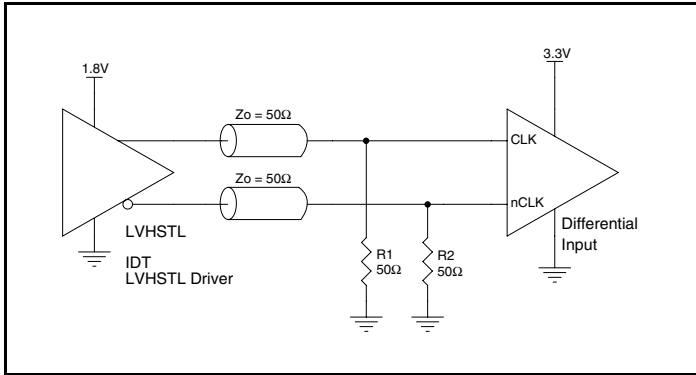 1.8V
3.3V
Zo = 50Ω
CLK
Zo = 50Ω
nCLK
LVHSTL
Differential
Input
IDT
LVHSTL Driver
R1
50Ω
R2
50Ω